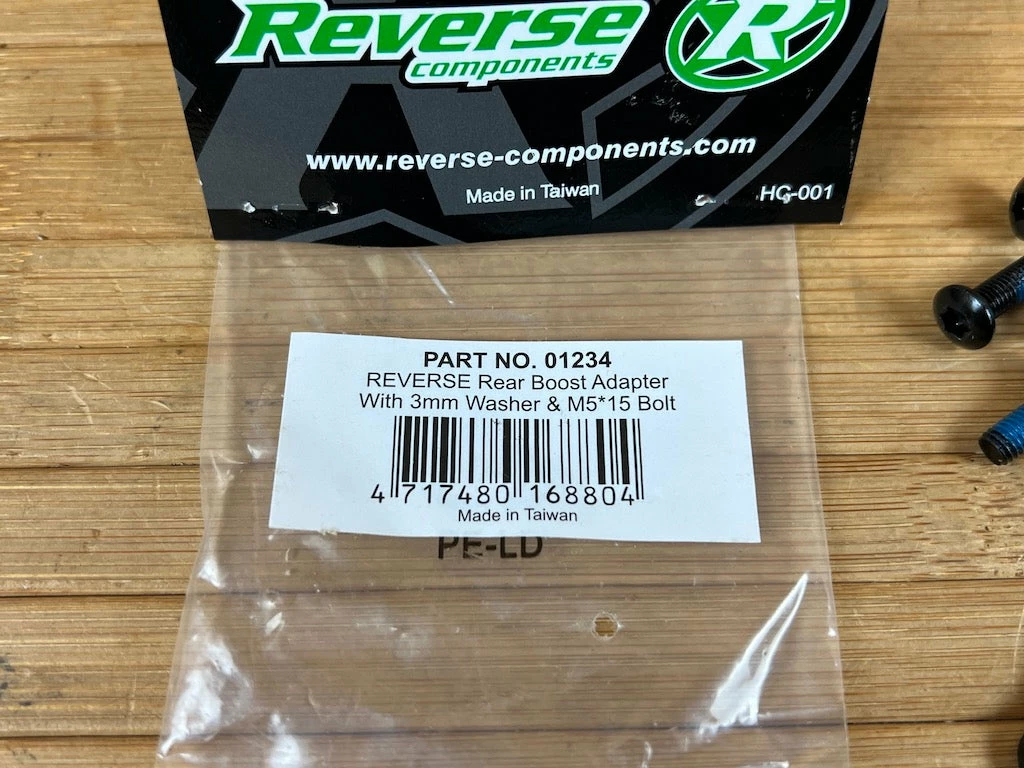 Reverse
components
R
www.reverse-components.com
Made in Taiwan
HC-001
PART NO. 01234
REVERSE Rear Boost Adapter
With 3mm Washer & M5*15 Bolt
4 717480 168804
Made in Taiwan
PE-LD